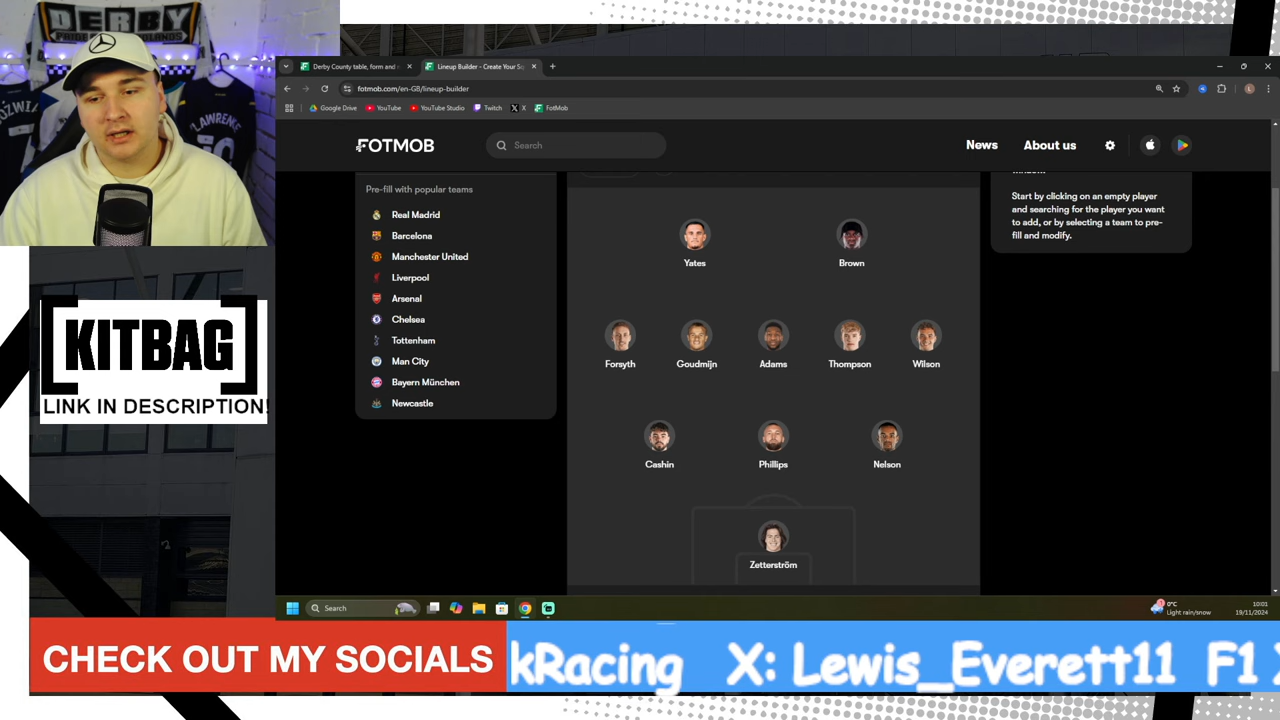 DERBY
LAWRENCE
Derby County table, form and
Lineup Builder - Create Your S
fotmob.com/en-GB/lineup-builder
Google Drive
YouTube
YouTube Studio
Twitch
X
FotMob
FOTMOB
Search
News
About us
Pre-fill with popular teams
Real Madrid
Barcelona
Manchester United
Liverpool
Arsenal
Chelsea
Tottenham
Man City
Bayern München
Newcastle
Yates
Brown
Forsyth
Goudmijn
Adams
Thompson
Wilson
Cashin
Phillips
Nelson
Zetterström
Start by clicking on an empty player
and searching for the player you want
to add, or by selecting a team to pre-
fill and modify.
KITBAG
LINK IN DESCRIPTION!
Search
0°C
Light rain/snow
10:01
19/11/2024
CHECK OUT MY SOCIALS
kRacing X: Lewis_Everett11 F1